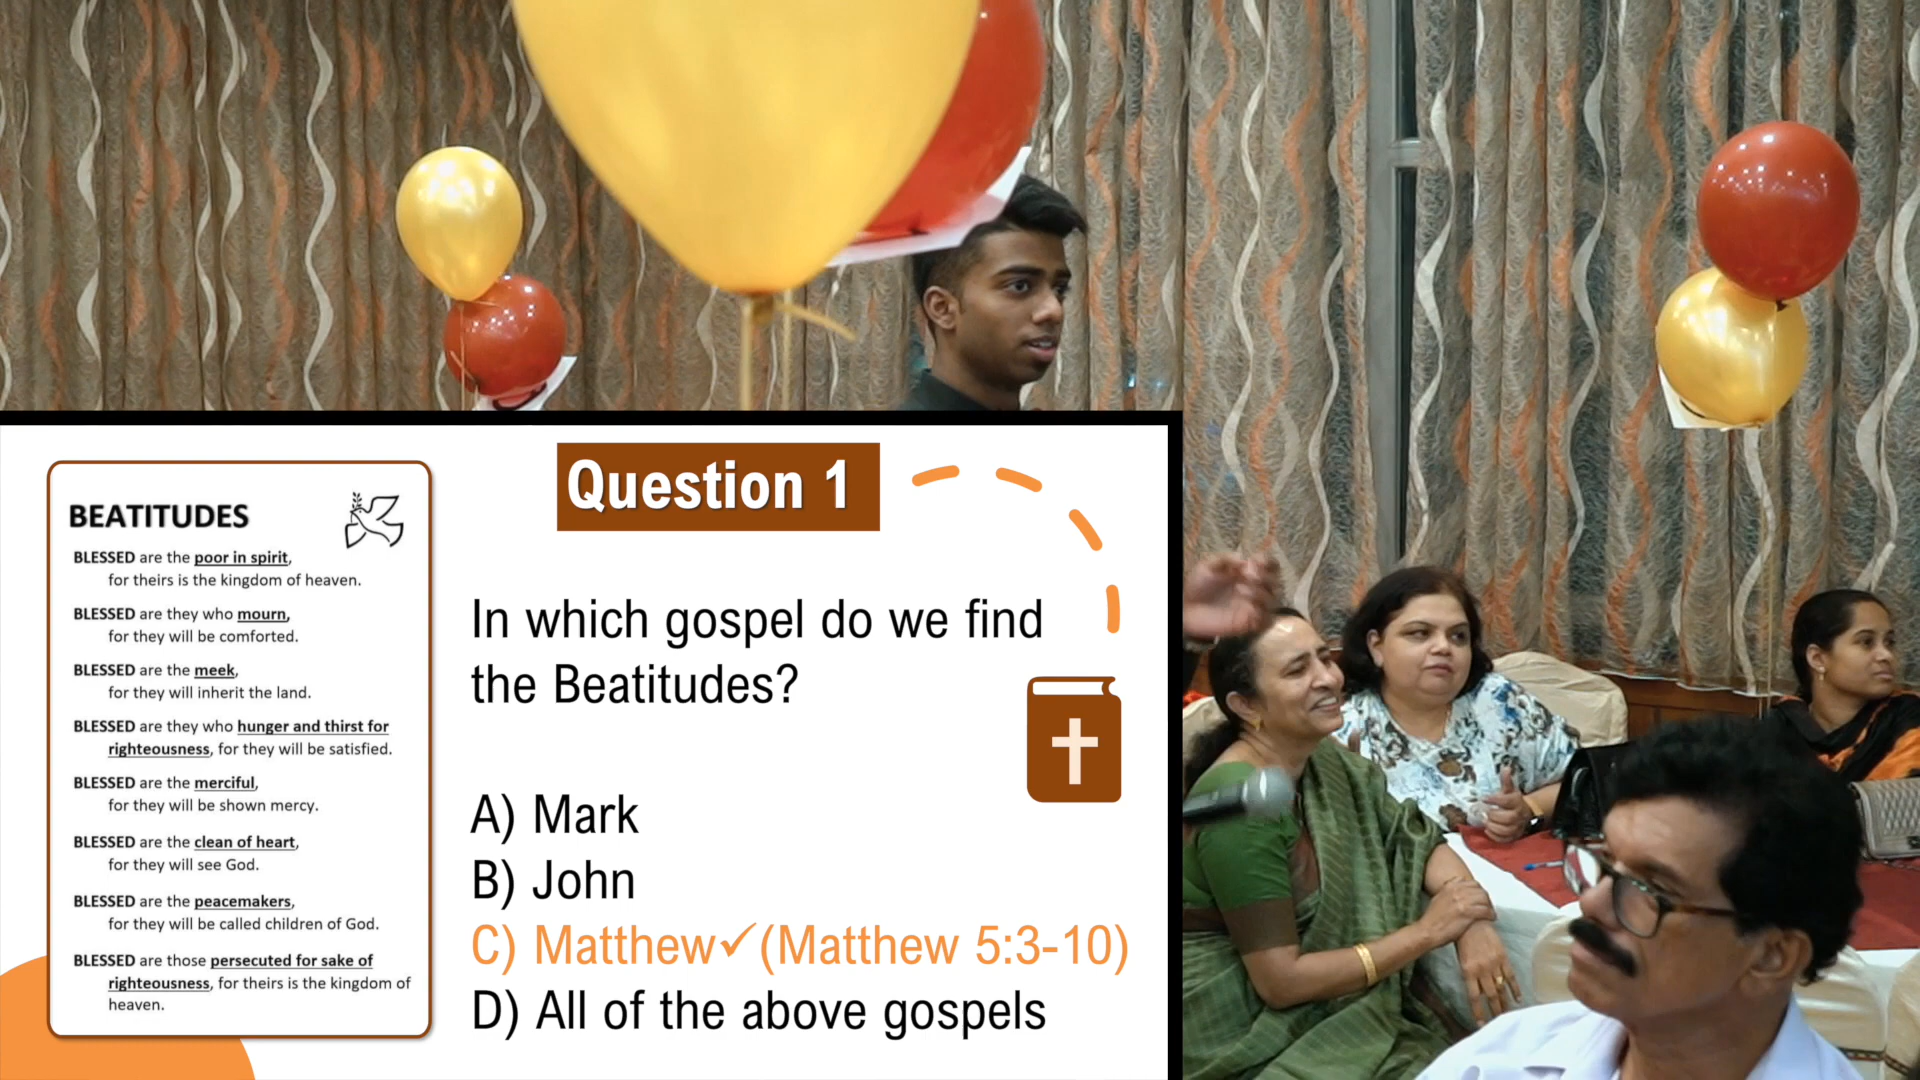 BEATITUDES
BLESSED are the poor in spirit,
for theirs is the kingdom of heaven.
BLESSED are they who mourn,
for they will be comforted.
BLESSED are the meek,
for they will inherit the land.
BLESSED are they who hunger and thirst for
righteousness, for they will be satisfied.
BLESSED are the merciful,
for they will be shown mercy.
BLESSED are the clean of heart,
for they will see God.
BLESSED are the peacemakers,
for they will be called children of God.
BLESSED are those persecuted for sake of
righteousness, for theirs is the kingdom of
heaven.
Question 1
In which gospel do we find
the Beatitudes?
A) Mark
B) John
C) Matthew✓(Matthew 5:3-10)
D) All of the above gospels